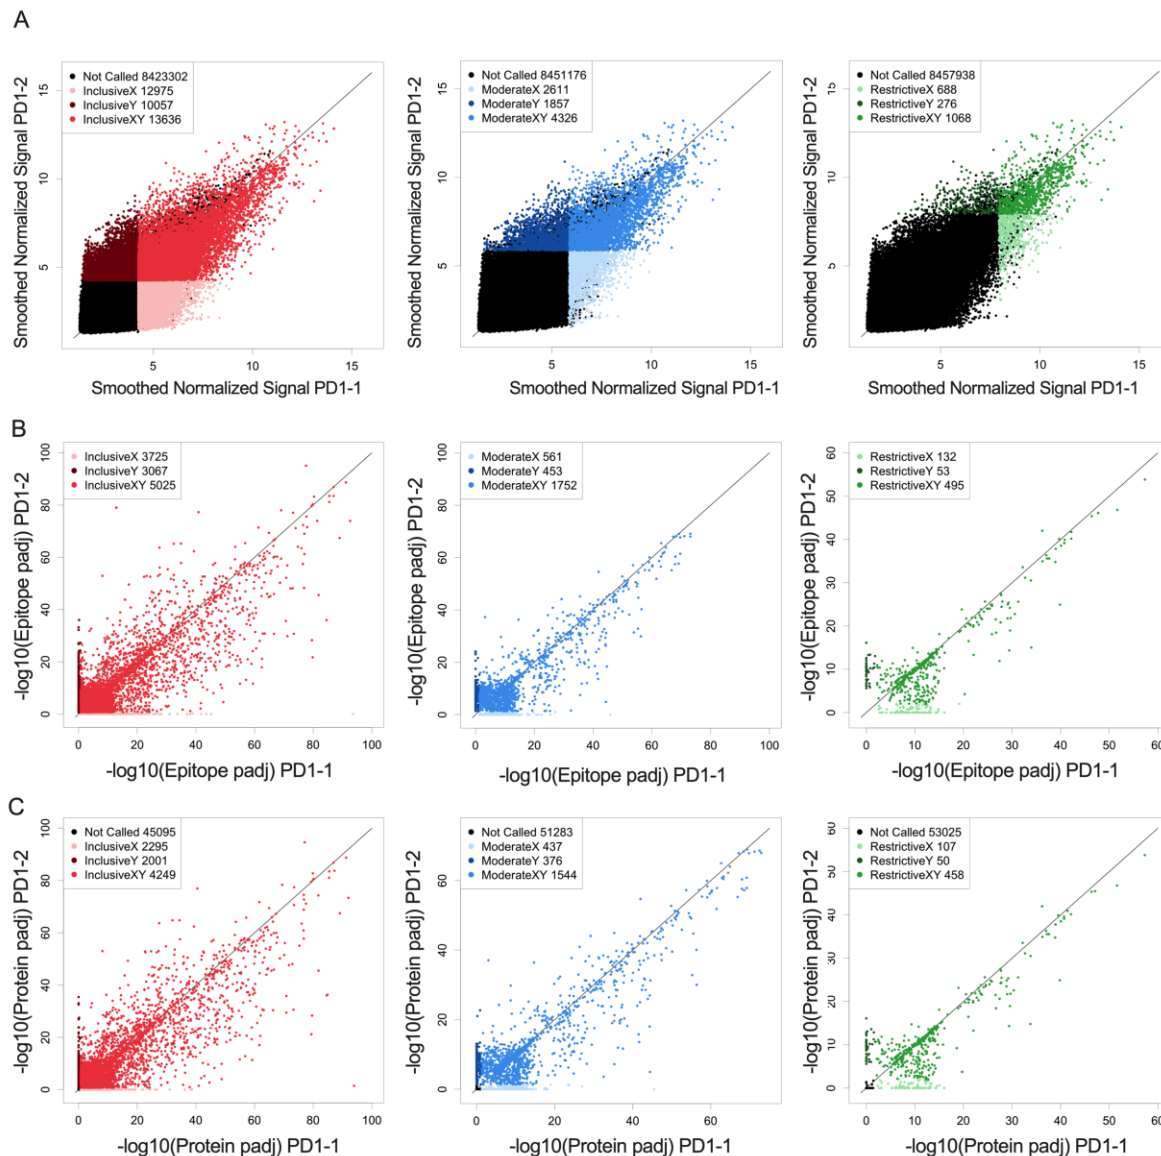 A
Smoothed Normalized Signal PD1-2
15
10
5
Not Called 8423302
InclusiveX 12975
InclusiveY 10057
InclusiveXY 13636
5
10
15
Smoothed Normalized Signal PD1-1
Smoothed Normalized Signal PD1-2
15
10
5
Not Called 8451176
ModerateX 2611
ModerateY 1857
ModerateXY 4326
5
10
15
Smoothed Normalized Signal PD1-1
Smoothed Normalized Signal PD1-2
15
10
5
Not Called 8457938
RestrictiveX 688
RestrictiveY 276
RestrictiveXY 1068
5
10
15
Smoothed Normalized Signal PD1-1
B
-log10(Epitope padj) PD1-2
100
80
60
40
20
0
InclusiveX 3725
InclusiveY 3067
InclusiveXY 5025
0
20
40
60
80
100
-log10(Epitope padj) PD1-1
-log10(Epitope padj) PD1-2
100
80
60
40
20
0
ModerateX 561
ModerateY 453
ModerateXY 1752
0
20
40
60
80
100
-log10(Epitope padj) PD1-1
-log10(Epitope padj) PD1-2
60
50
40
30
20
10
0
RestrictiveX 132
RestrictiveY 53
RestrictiveXY 495
0
10
20
30
40
50
60
-log10(Epitope padj) PD1-1
C
-log10(Protein padj) PD1-2
100
80
60
40
20
0
Not Called 45095
InclusiveX 2295
InclusiveY 2001
InclusiveXY 4249
0
20
40
60
80
100
-log10(Protein padj) PD1-1
-log10(Protein padj) PD1-2
60
40
20
0
Not Called 51283
ModerateX 437
ModerateY 376
ModerateXY 1544
0
20
40
60
-log10(Protein padj) PD1-1
-log10(Protein padj) PD1-2
40
30
20
10
0
Not Called 53025
RestrictiveX 107
RestrictiveY 50
RestrictiveXY 458
0
10
20
30
40
50
60
-log10(Protein padj) PD1-1